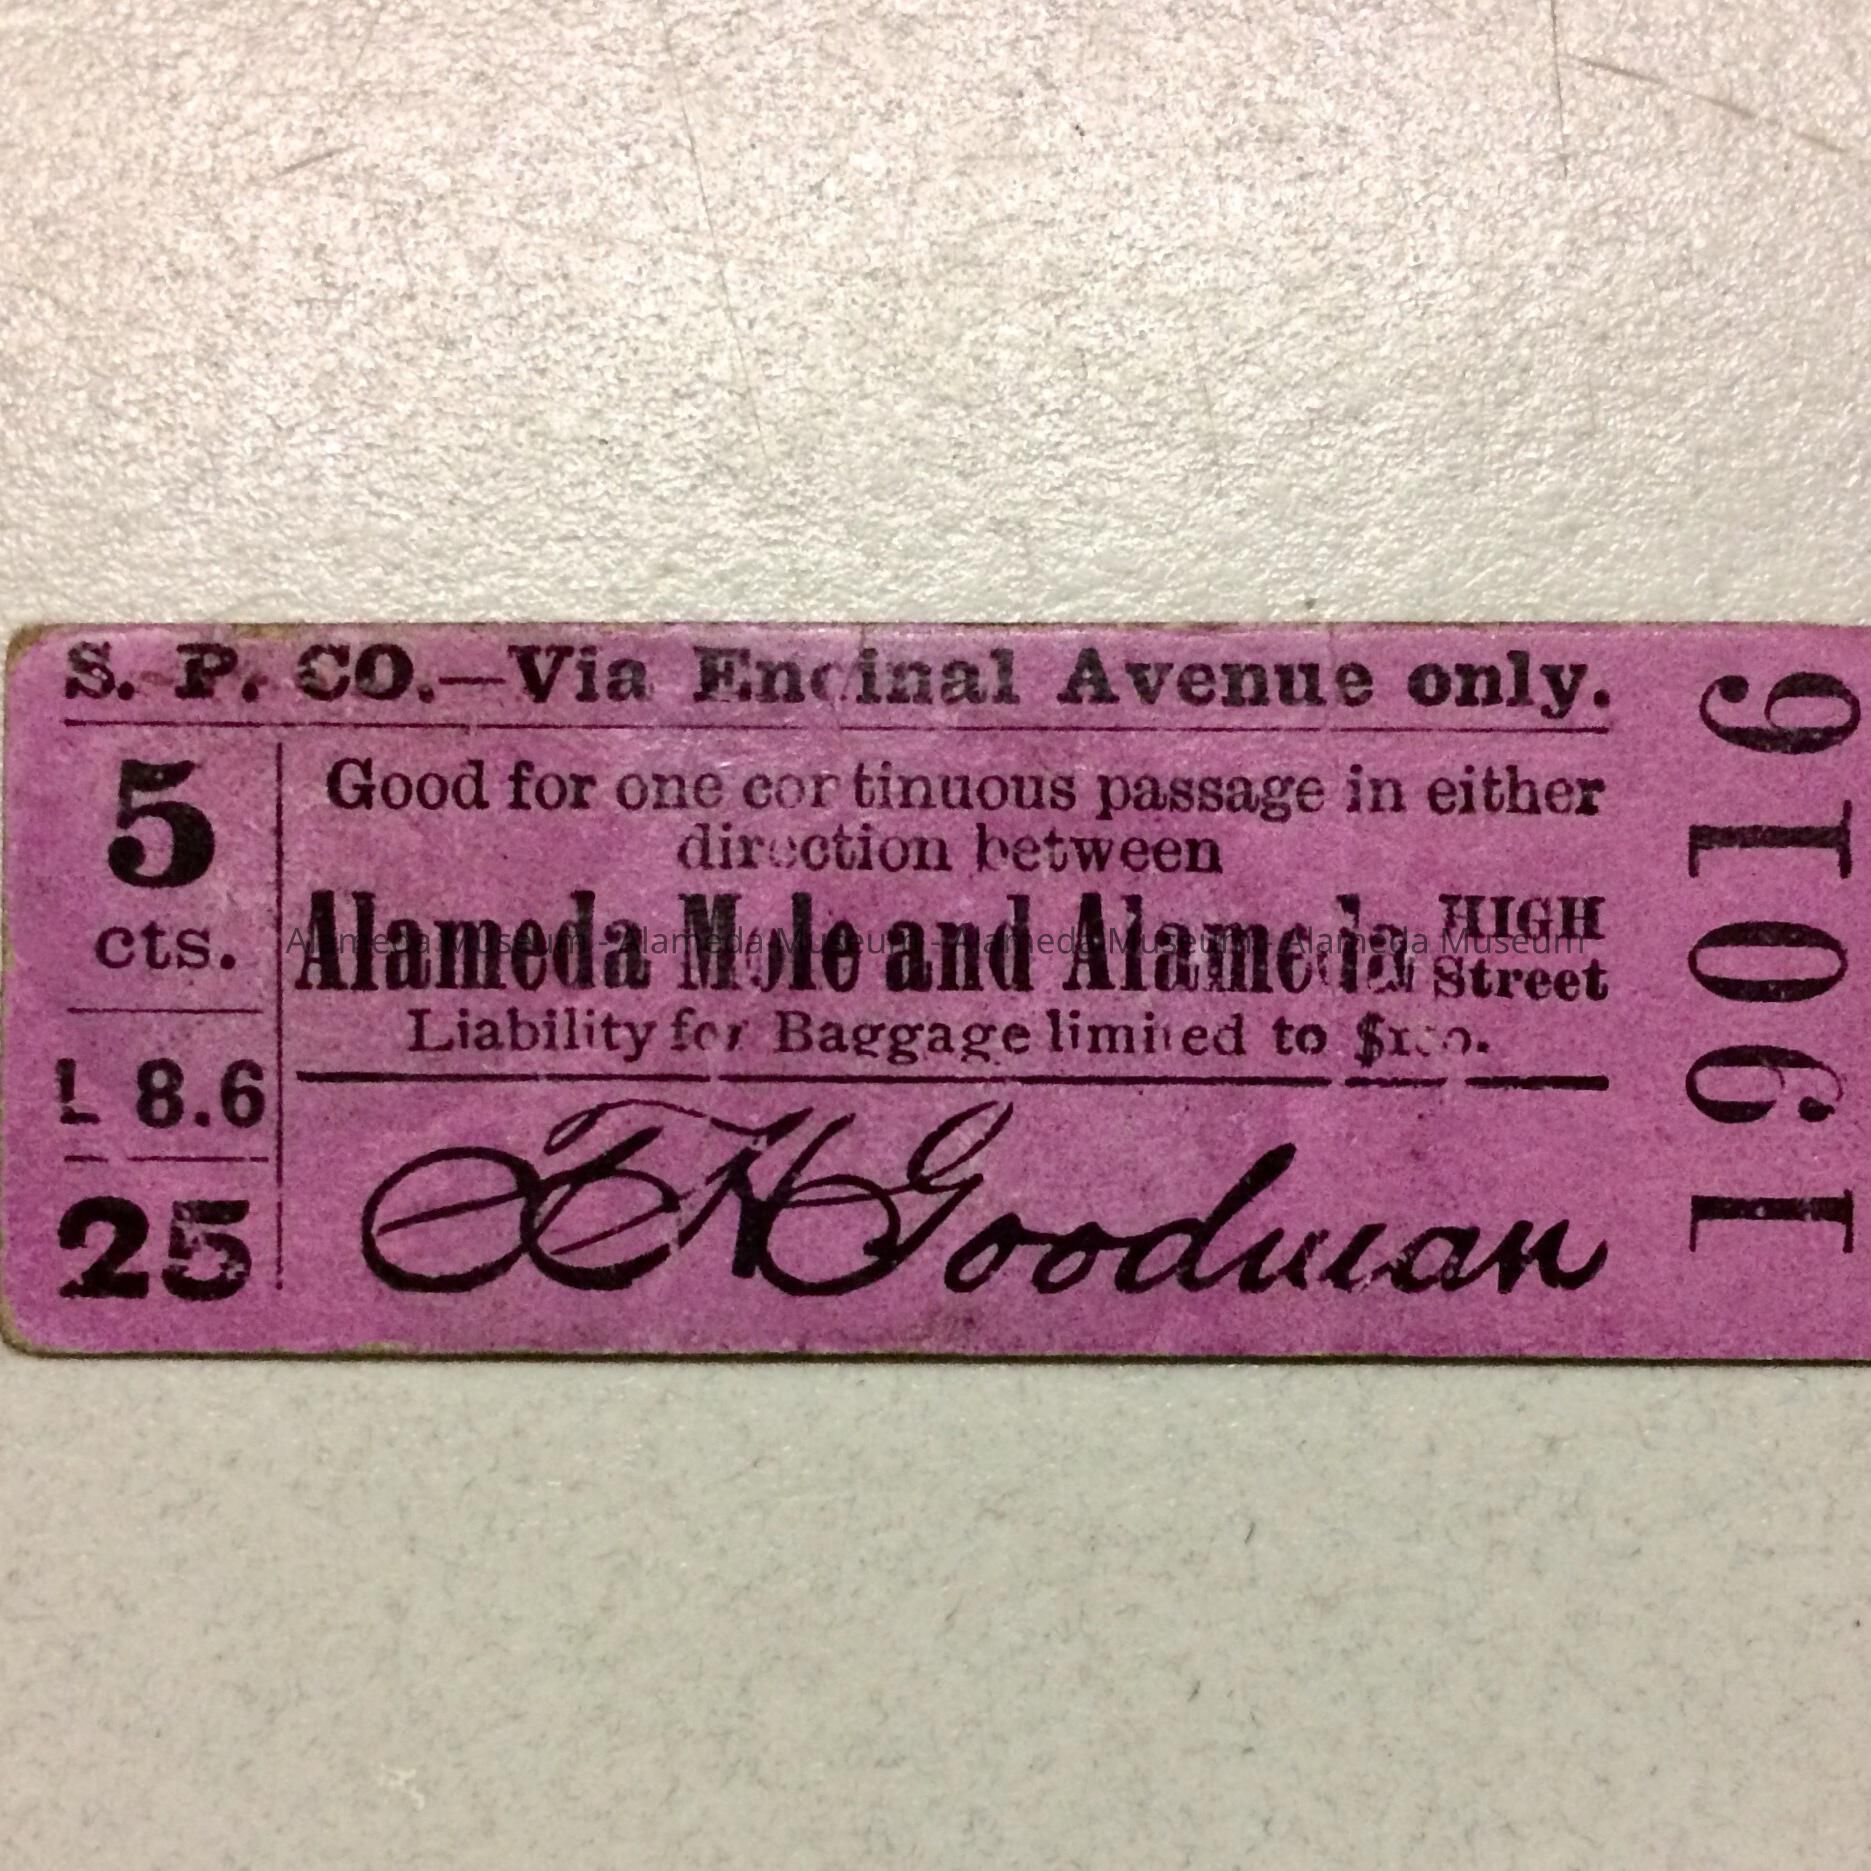 S. P. CO.—Via Encinal Avenue only.
5
cts.
L 8.6
25
Good for one continuous passage in either
direction between
Alameda Mole and Alameda HIGH Street
Alameda Museum - Alameda Museum - Alameda Museum - Alameda Museum
Liability for Baggage limited to $100.
T H Goodman
91061